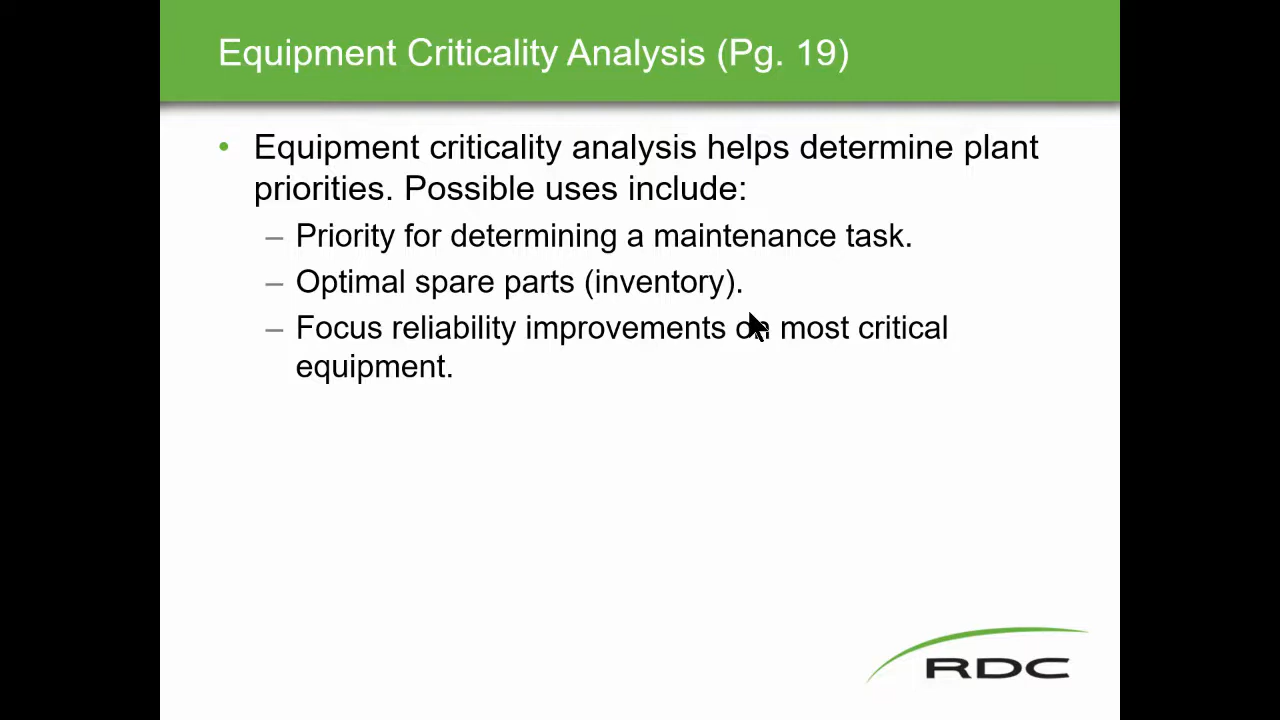 Equipment Criticality Analysis (Pg. 19)
• Equipment criticality analysis helps determine plant
priorities. Possible uses include:
– Priority for determining a maintenance task.
– Optimal spare parts (inventory).
– Focus reliability improvements on most critical
equipment.
RDC